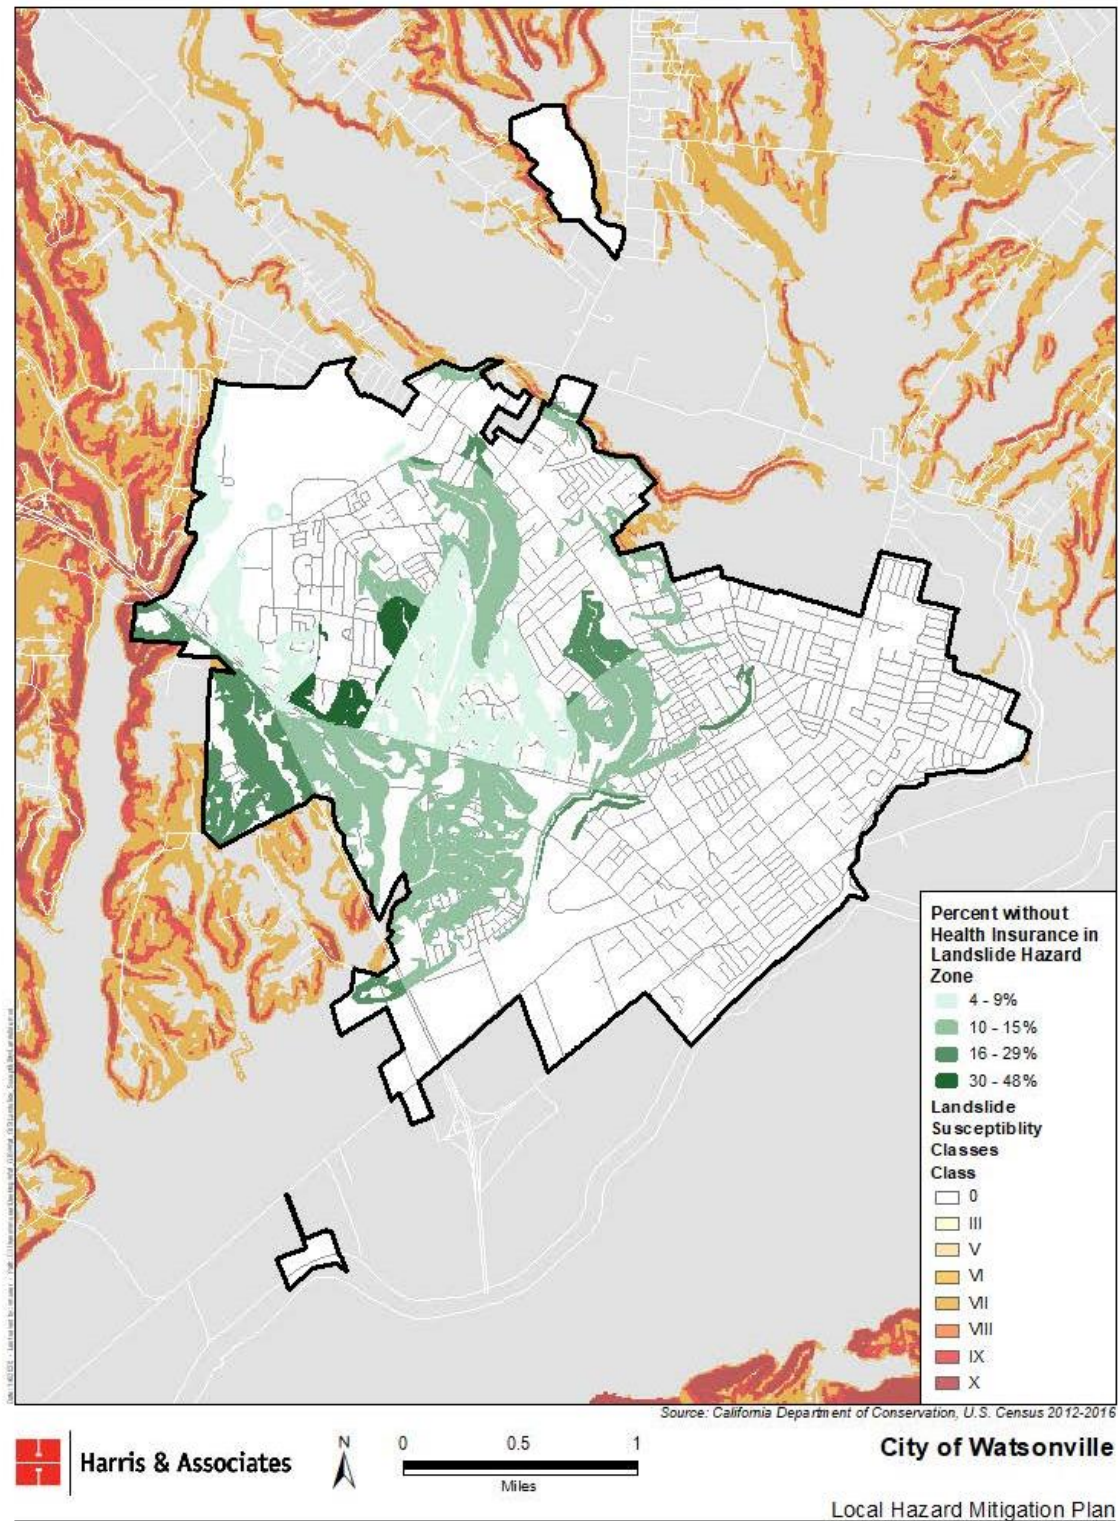 Percent without
Health Insurance in
Landslide Hazard
Zone
4 - 9%
10 - 15%
16 - 29%
30 - 48%
Landslide
Susceptiblity
Classes
Class
0
III
V
VI
VII
VIII
IX
X
Source: California Department of Conservation, U.S. Census 2012-2016
Harris & Associates
N
0 0.5 1
Miles
City of Watsonville
Local Hazard Mitigation Plan